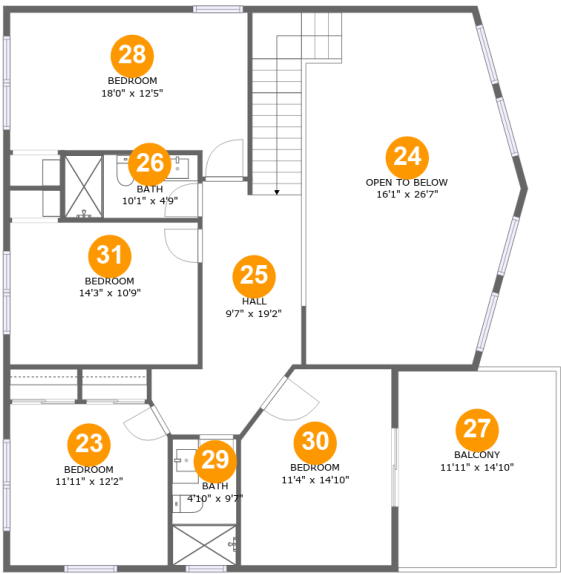 28
BEDROOM
18'0" x 12'5"
24
OPEN TO BELOW
16'1" x 26'7"
26
BATH
10'1" x 4'9"
31
BEDROOM
14'3" x 10'9"
25
HALL
9'7" x 19'2"
23
BEDROOM
11'11" x 12'2"
29
BATH
4'10" x 9'7"
30
BEDROOM
11'4" x 14'10"
27
BALCONY
11'11" x 14'10"